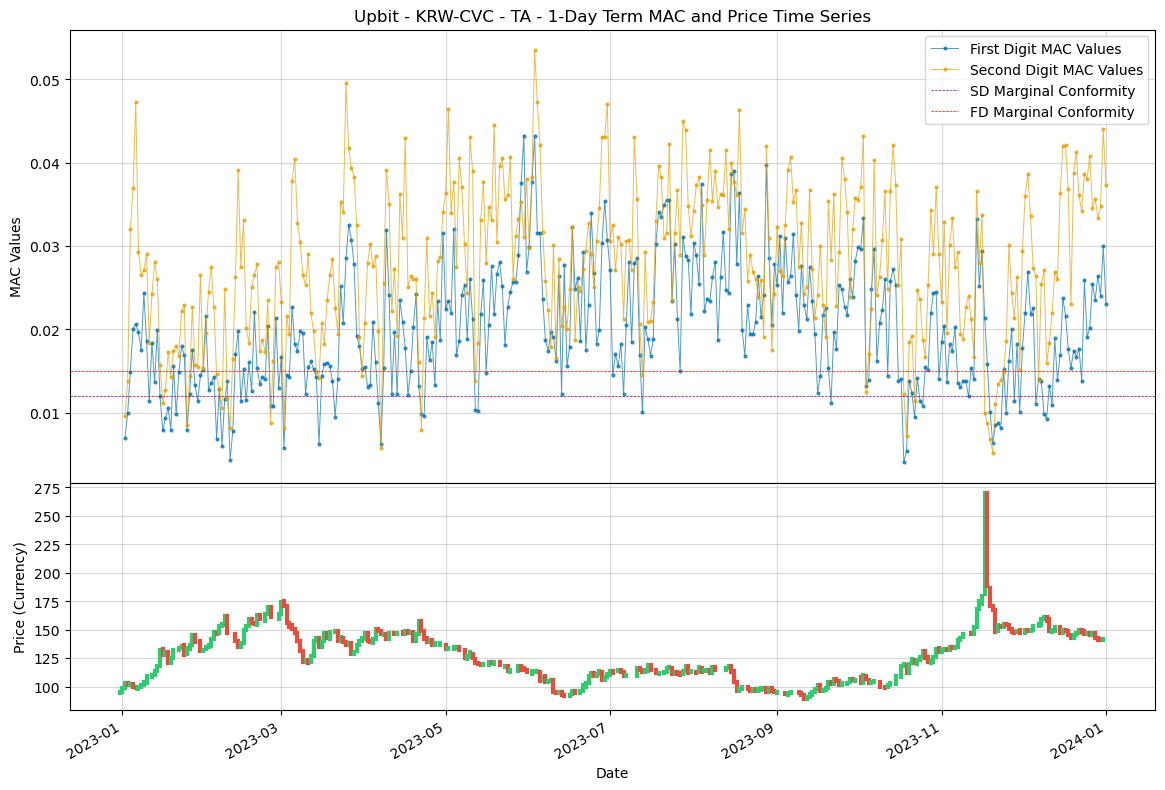 Upbit - KRW-CVC - TA - 1-Day Term MAC and Price Time Series
First Digit MAC Values
Second Digit MAC Values
SD Marginal Conformity
FD Marginal Conformity
MAC Values
0.05
0.04
0.03
0.02
0.01
Price (Currency)
275
250
225
200
175
150
125
100
2023-01
2023-03
2023-05
2023-07
2023-09
2023-11
2024-01
Date